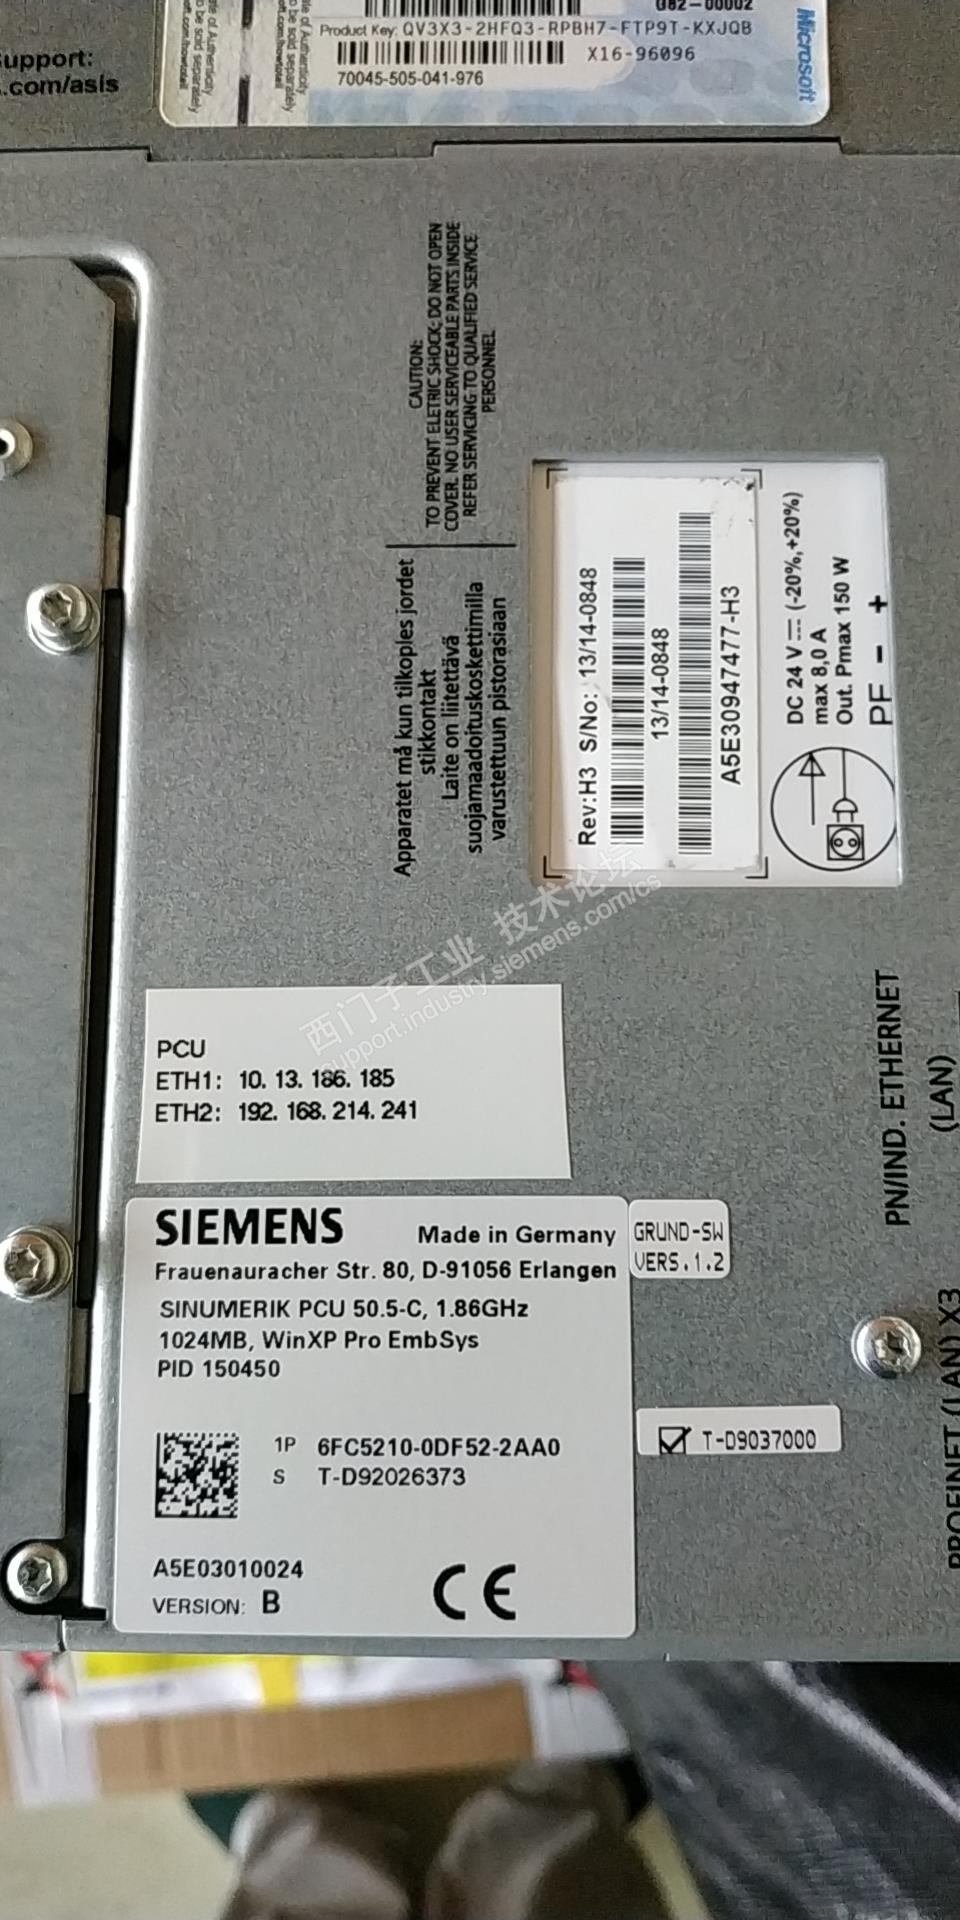 G82-00002
Product Key: QV3X3-2HFQ3-RPBH7-FTP9T-KXJQB
X16-96096
70045-505-041-976
Microsoft
upport:
.com/asis
CAUTION:
TO PREVENT ELETRIC SHOCK; DO NOT OPEN
COVER. NO USER SERVICEABLE PARTS INSIDE
REFER SERVICING TO QUALIFIED SERVICE
PERSONNEL
Apparatet må kun tilkoples jordet
stikkontakt
Laite on liitettävä
suojamaadoituskoskettimilla
varustettuun pistorasiaan
Rev:H3 S/No: 13/14-0848
13/14-0848
A5E30947477-H3
DC 24 V (-20%,+20%)
max 8,0 A
Out. Pmax 150 W
PE - +
西门子工业 技术论坛
support.industry.siemens.com/cs
PCU
ETH1: 10. 13. 186. 185
ETH2: 192. 168. 214. 241
PN/IND. ETHERNET
(LAN)
SIEMENS Made in Germany
Frauenauracher Str. 80, D-91056 Erlangen
SINUMERIK PCU 50.5-C, 1.86GHz
1024MB, WinXP Pro EmbSys
PID 150450
1P 6FC5210-0DF52-2AA0
S T-D92026373
A5E03010024
VERSION: B
CE
GRUND-SW
VERS.1.2
T-D9037000
PROFINET (LAN) X3